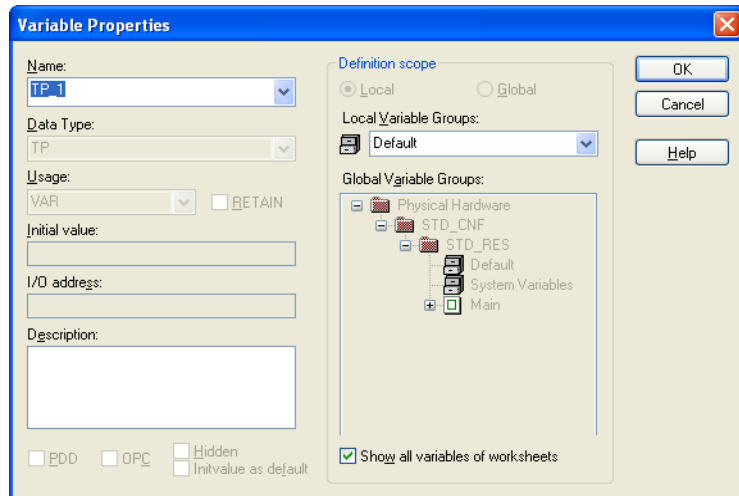 Variable Properties
Name:
TP_1
Data Type:
TP
Usage:
VAR
RETAIN
Initial value:
I/O address:
Description:
PDD
OPC
Hidden
Initvalue as default
Definition scope
Local
Global
Local Variable Groups:
Default
Global Variable Groups:
Physical Hardware
STD_CNF
STD_RES
Default
System Variables
Main
Show all variables of worksheets
OK
Cancel
Help